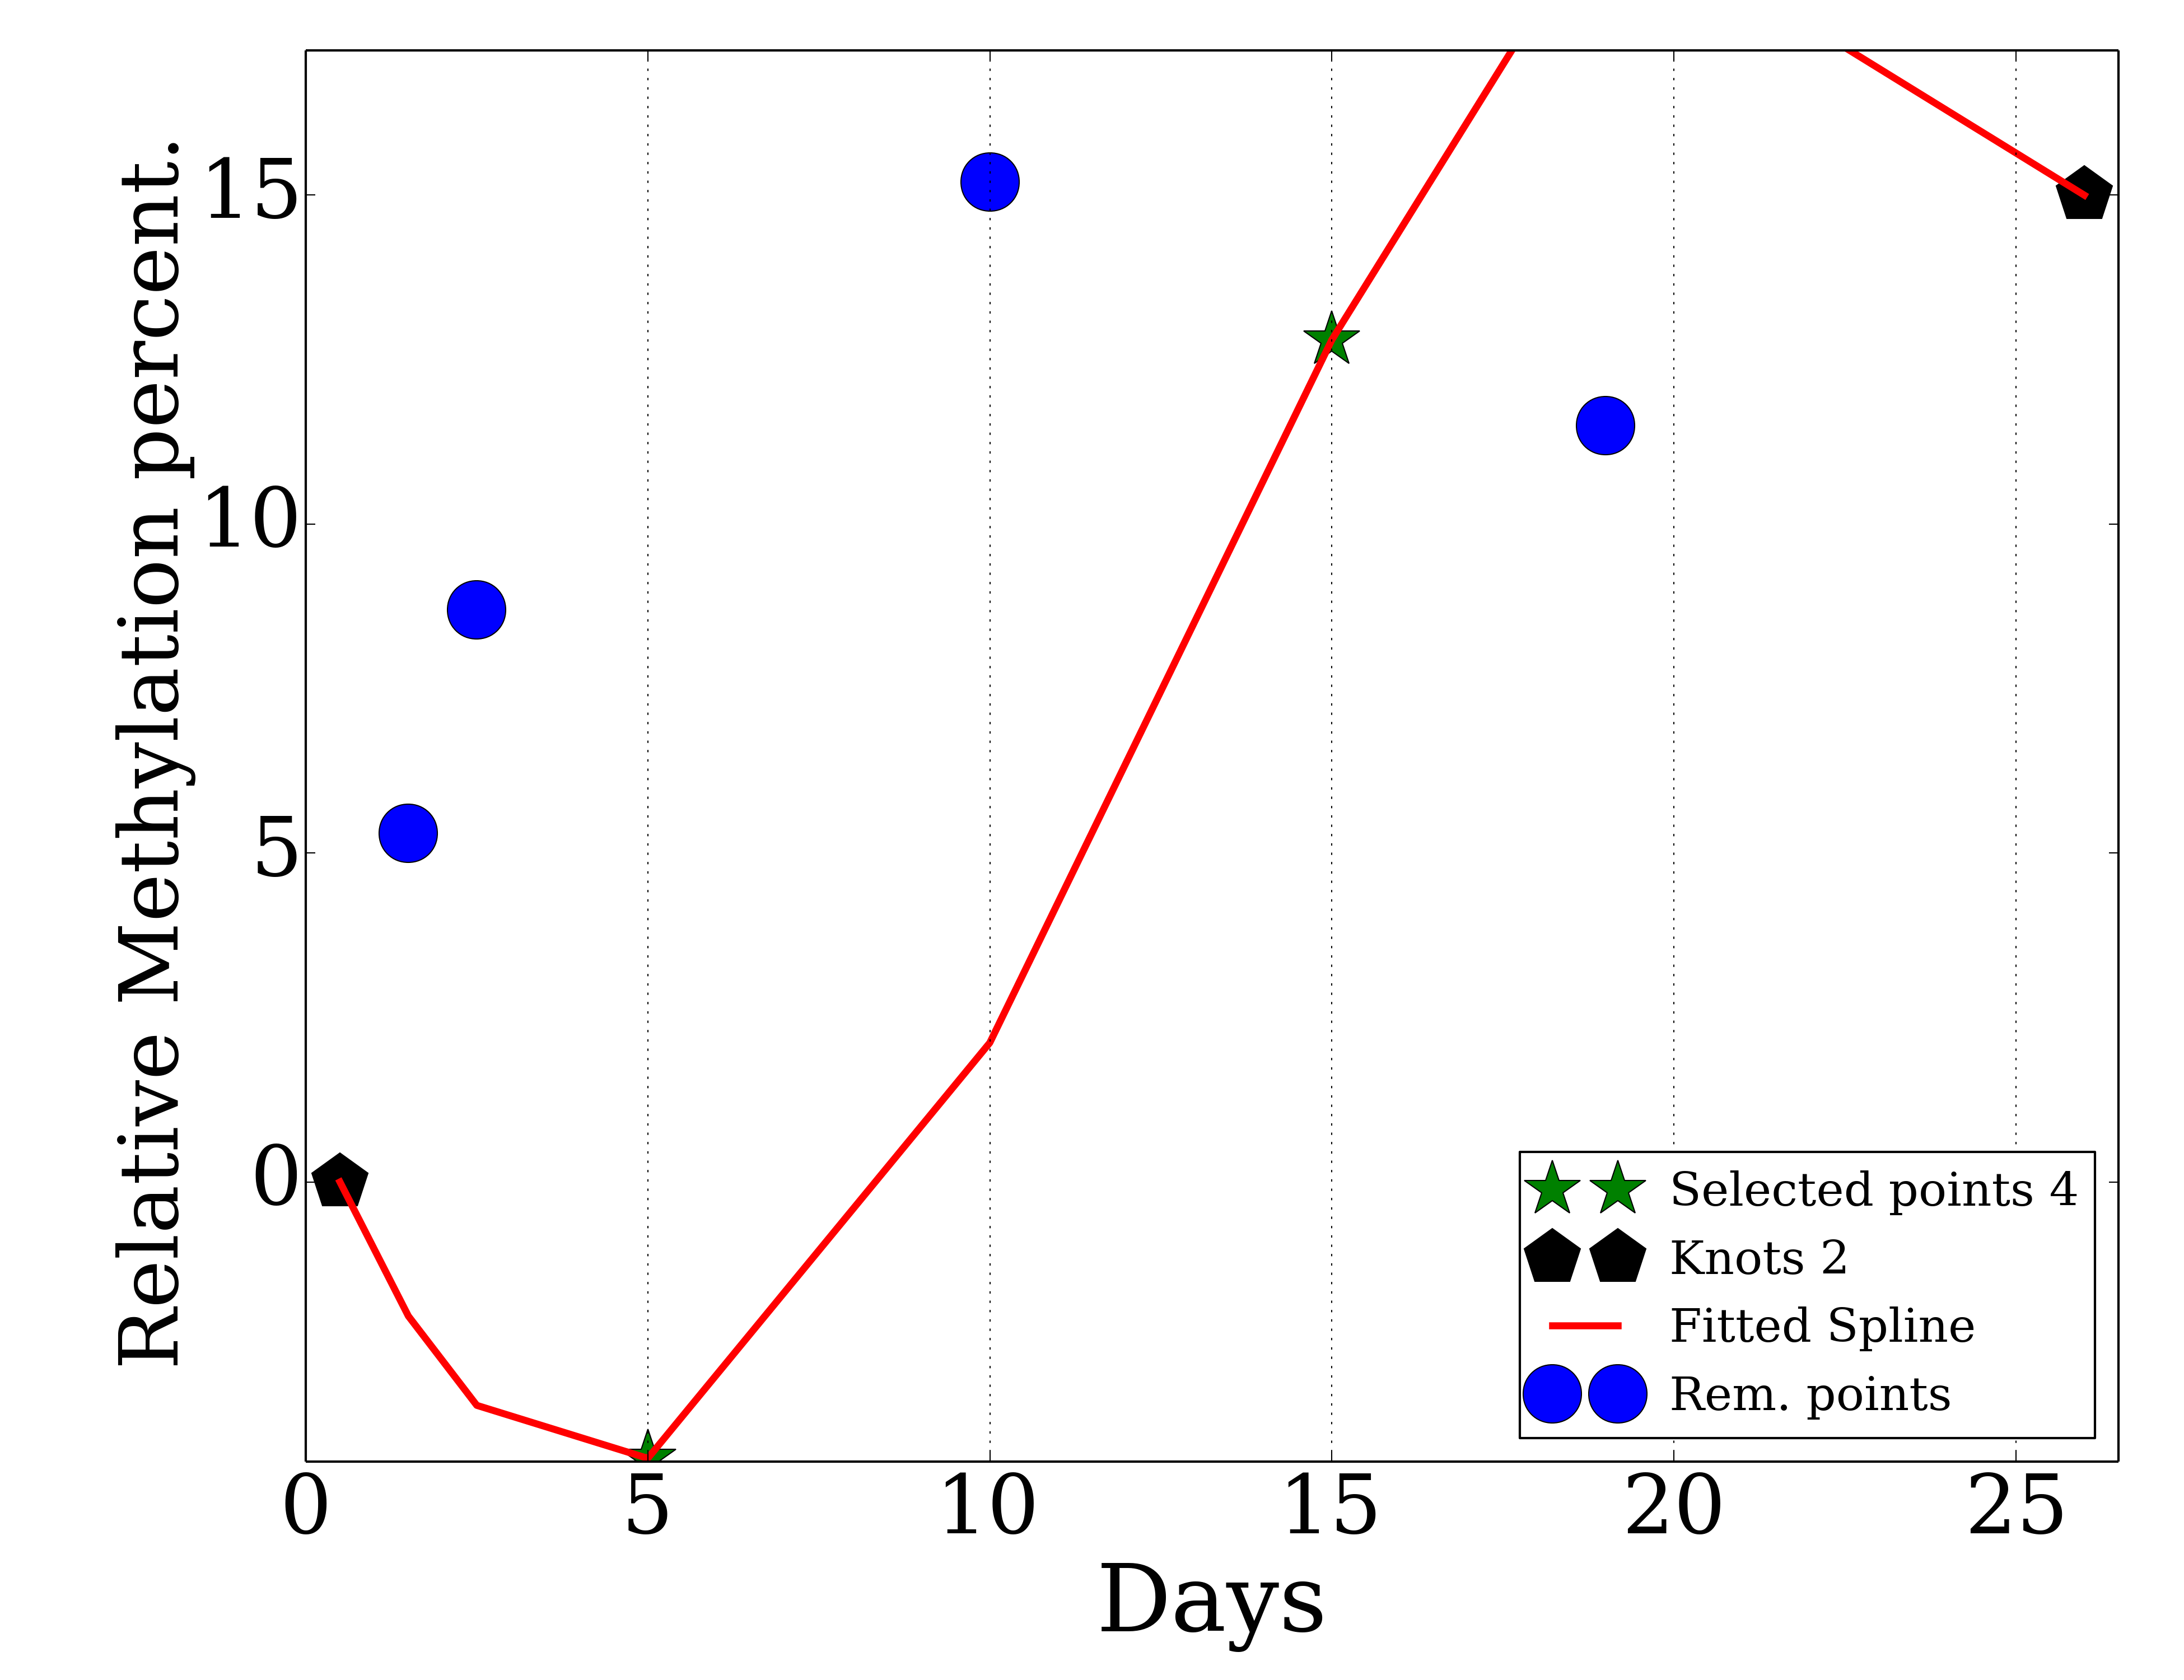 Relative Methylation percent.
15
10
5
0
0 5 10 15 20 25
Days
Selected points 4
Knots 2
Fitted Spline
Rem. points